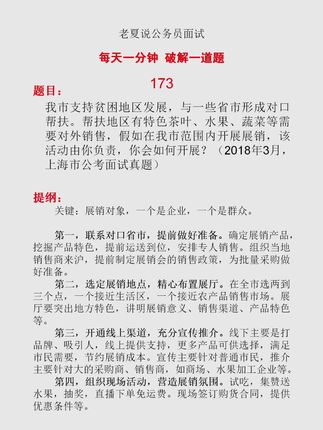 老夏说公务员面试
每天一分钟 破解一道题
173
题目：
我市支持贫困地区发展，与一些省市形成对口
帮扶。帮扶地区有特色茶叶、水果、蔬菜等需
要对外销售，假如在我市范围内开展展销，该
活动由你负责，你会如何开展？（2018年3月，
上海市公考面试真题）
提纲：
关键：展销对象，一个是企业，一个是群众。
第一，联系对口省市，提前做好准备。确定展销产品，
挖掘产品特色，提前运送到位，安排专人销售。组织当地
销售商来沪，提前制定展销会的销售政策，为批量采购做
好准备。
第二，选定展销地点，精心布置展厅。在全市选两到
三个点，一个接近生活区，一个接近农产品销售市场。展
厅要突出地方特色，讲明展销意义、销售渠道、产品特色
等。
第三，开通线上渠道，充分宣传推介。线下主要是打
品牌、吸引人，线上提供支持，更多产品可供选择，满足
市民需要，节约展销成本。宣传主要针对普通市民，推介
主要针对大的采购商，例如商场、水果加工企业等。
第四，组织现场活动，营造展销氛围。试吃，集赞送
水果，抽奖，直播下单免运费。现场签订购货合同，提供
优惠条件等。